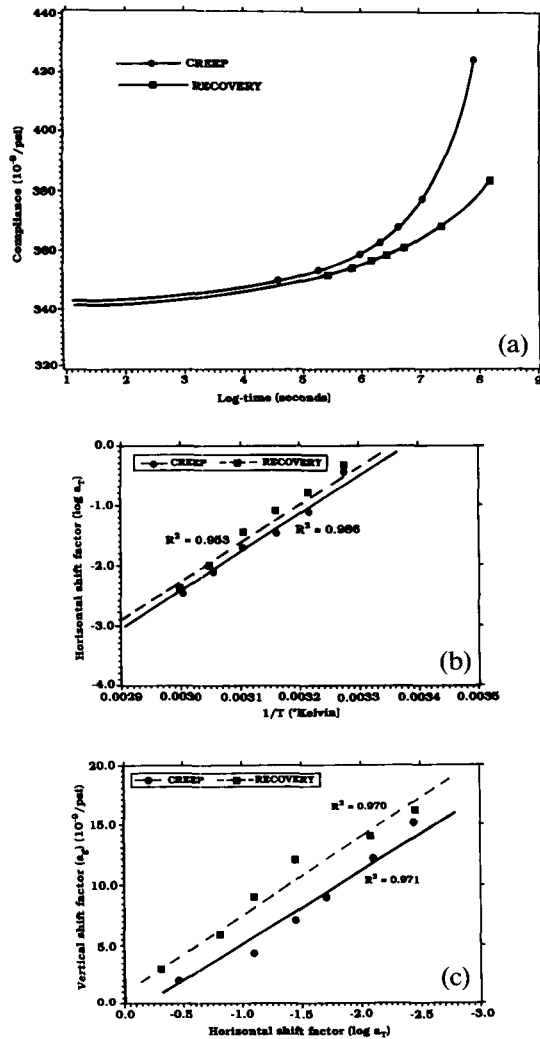 440
420
400
380
360
340
320
Compliance (10⁻⁹/psi)
CREEP
RECOVERY
(a)
1 2 3 4 5 6 7 8 9
Log-time (seconds)
0.0
-1.0
-2.0
-3.0
-4.0
Horizontal shift factor (log a_T)
CREEP RECOVERY
R² = 0.953
R² = 0.986
(b)
0.0029 0.0030 0.0031 0.0032 0.0033 0.0034 0.0035
1/T (°Kelvin)
20.0
15.0
10.0
5.0
0.0
Vertical shift factor (a_g) (10⁻⁹/psi)
CREEP RECOVERY
R² = 0.970
R² = 0.971
(c)
0.0 -0.5 -1.0 -1.5 -2.0 -2.5 -3.0
Horizontal shift factor (log a_T)